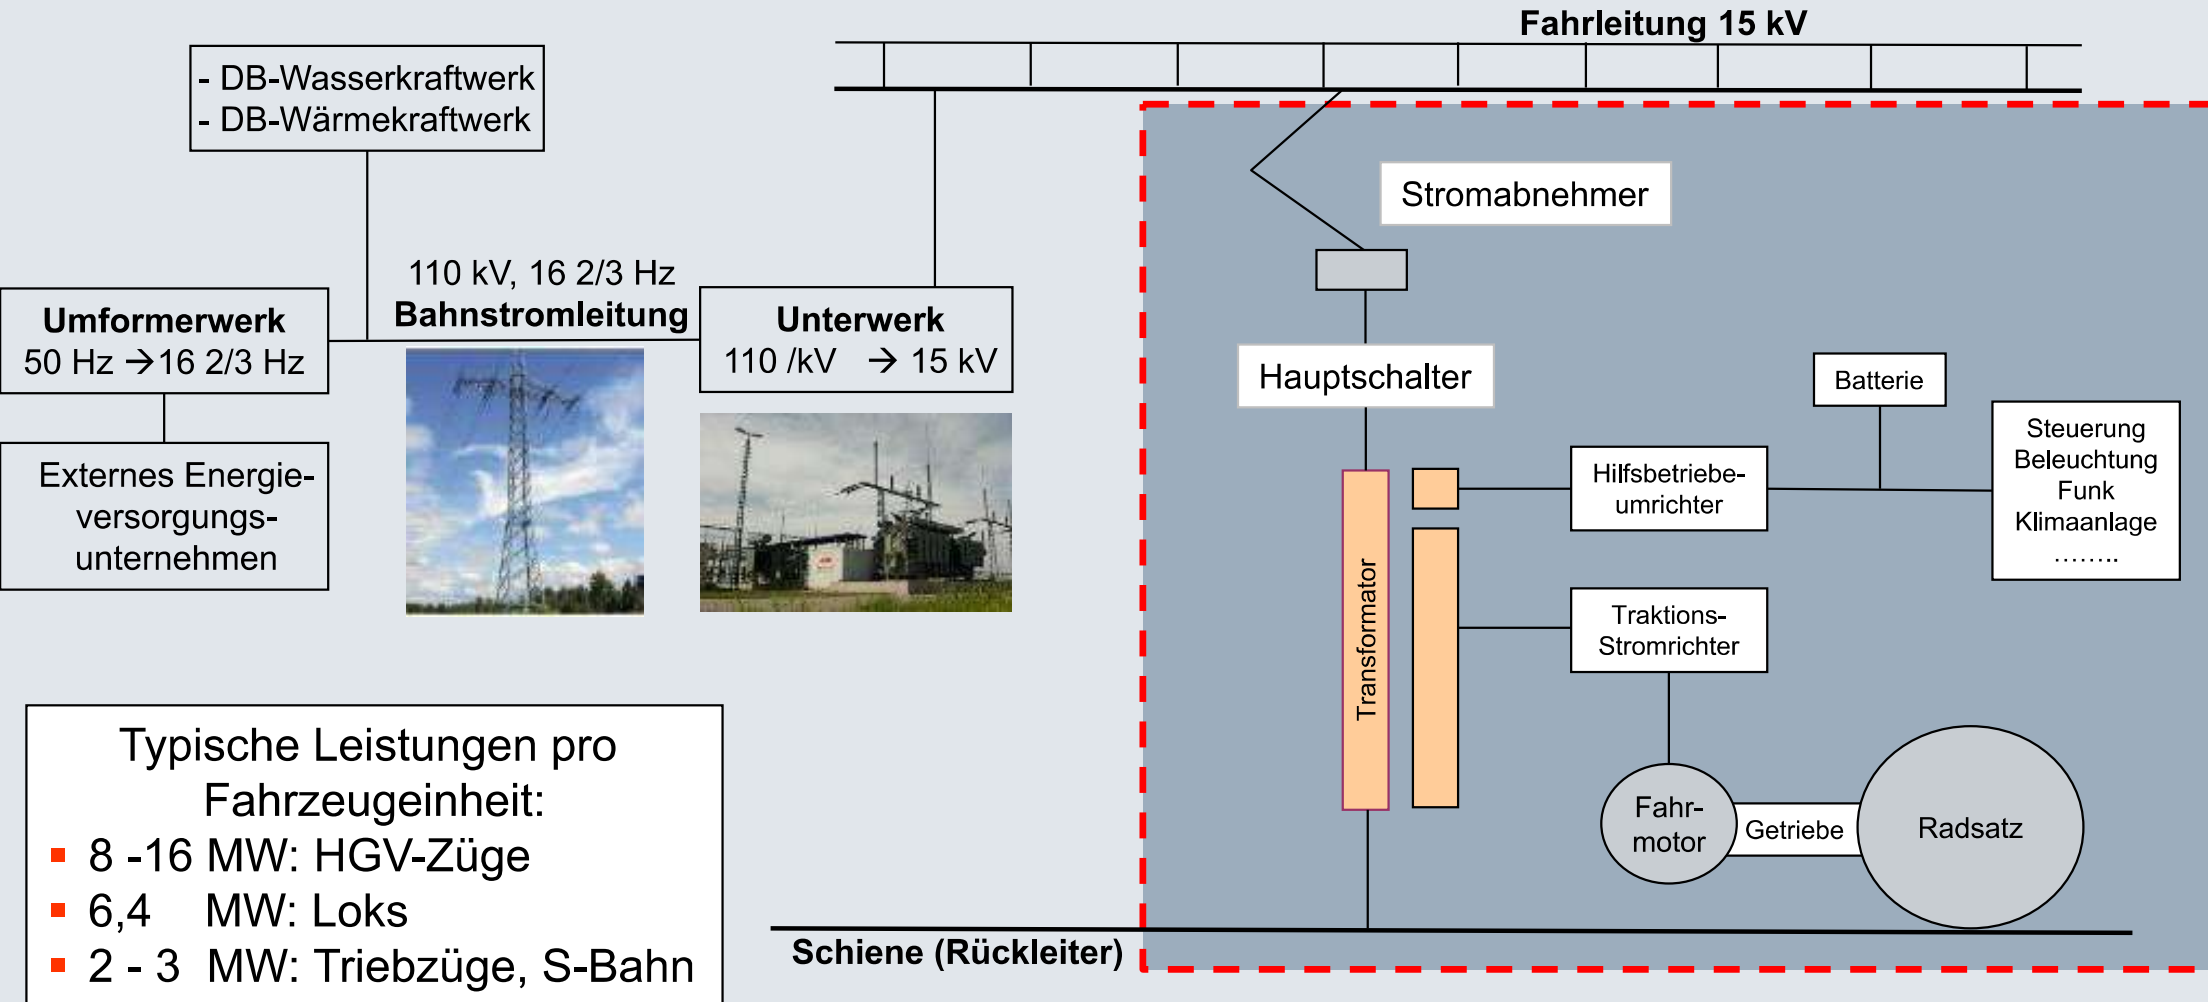 Fahrleitung 15 kV
- DB-Wasserkraftwerk
- DB-Wärmekraftwerk
110 kV, 16 2/3 Hz
Bahnstromleitung
Umformerwerk
50 Hz →16 2/3 Hz
Unterwerk
110 /kV → 15 kV
Externes Energie-
versorgungs-
unternehmen
Stromabnehmer
Hauptschalter
Batterie
Steuerung
Beleuchtung
Funk
Klimaanlage
……..
Hilfsbetriebe-
umrichter
Transformator
Traktions-
Stromrichter
Fahr-
motor
Getriebe
Radsatz
Typische Leistungen pro
Fahrzeugeinheit:
▪ 8 -16 MW: HGV-Züge
▪ 6,4 MW: Loks
▪ 2 - 3 MW: Triebzüge, S-Bahn
Schiene (Rückleiter)